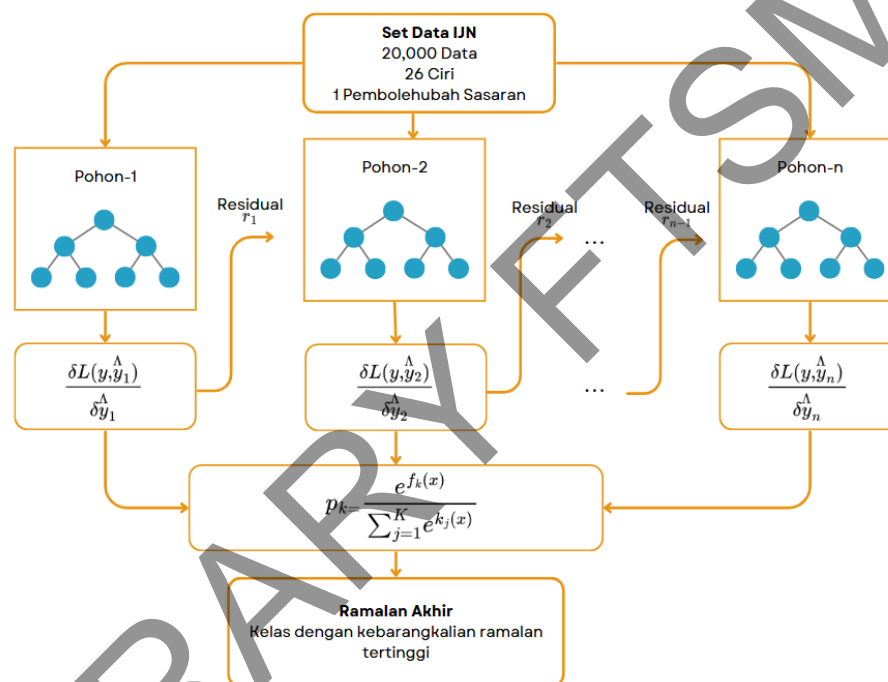 Set Data IJN
20,000 Data
26 Ciri
1 Pembolehubah Sasaran
Pohon-1
Residual
r₁
Pohon-2
Residual
r₂
...
Residual
rₙ₋₁
Pohon-n
δL(y,ŷ₁)
δŷ₁
δL(y,ŷ₂)
δŷ₂
...
δL(y,ŷₙ)
δŷₙ
pₖ= e^{fₖ(x)} / ∑_{j=1}^{K} e^{kⱼ(x)}
Ramalan Akhir
Kelas dengan kebarangkalian ramalan
tertinggi
BRARY FTSM